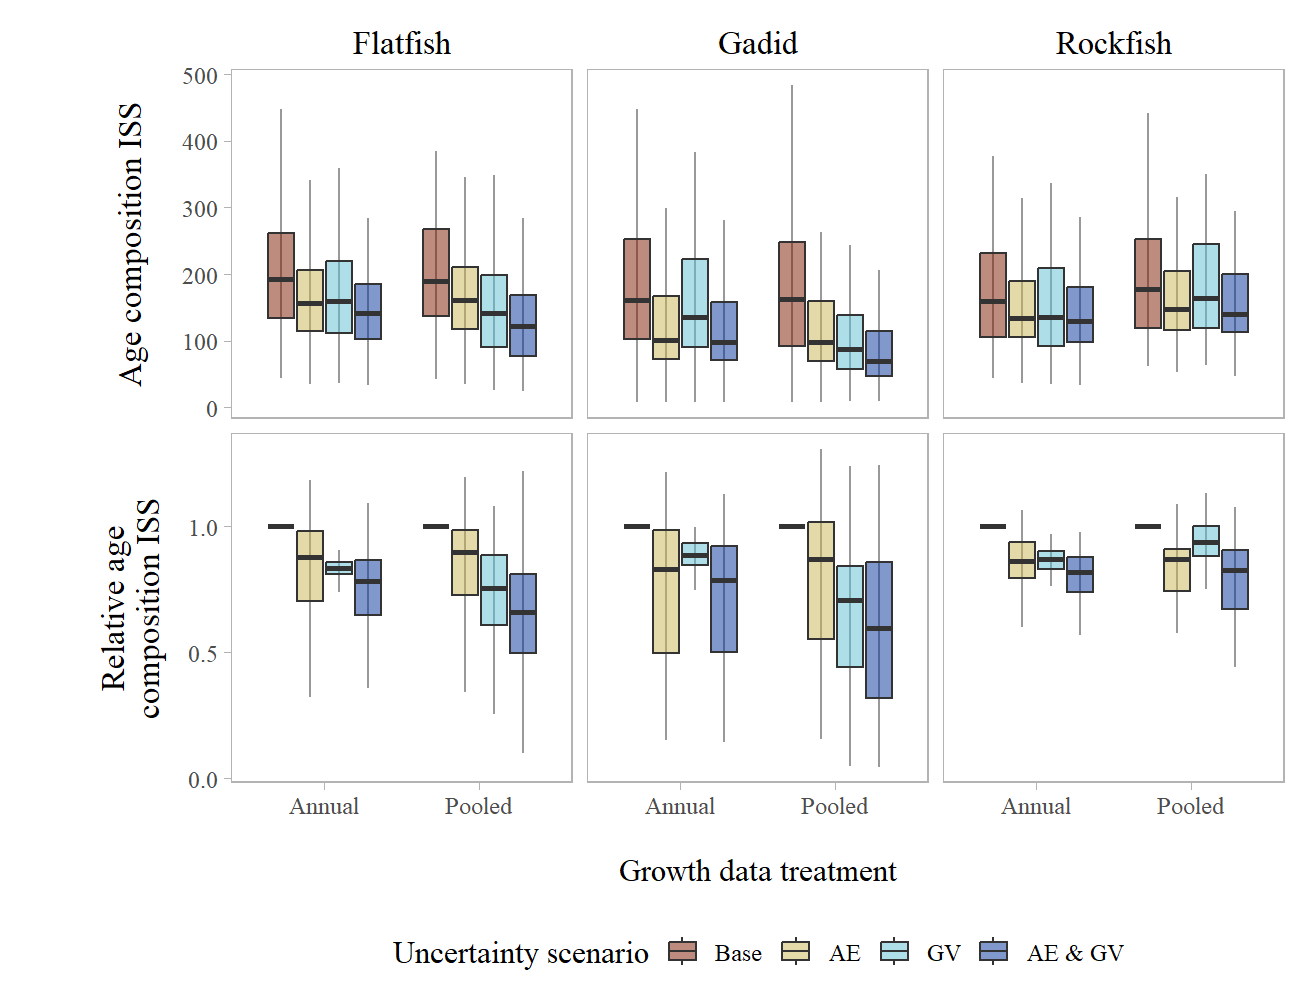 Flatfish Gadid Rockfish
Age composition ISS
500
400
300
200
100
0
Relative age
composition ISS
1.0
0.5
0.0
Annual Pooled Annual Pooled Annual Pooled
Growth data treatment
Uncertainty scenario Base AE GV AE & GV